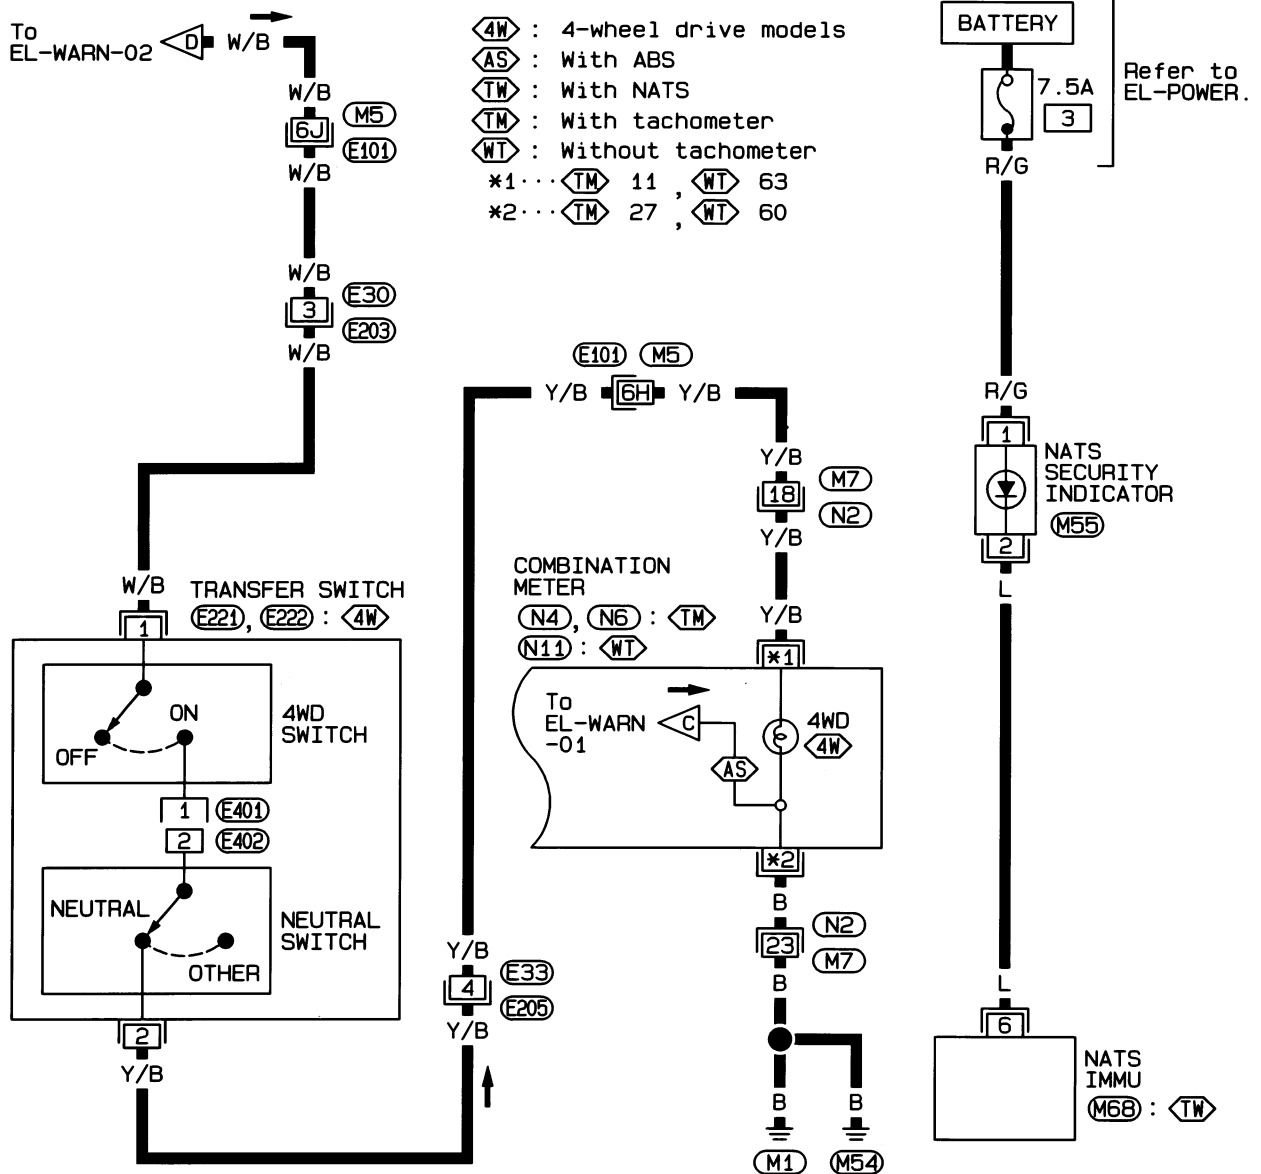 To
EL-WARN-02
D
W/B
W/B
6J
M5
E101
W/B
W/B
3
E30
E203
W/B
W/B
4W : 4-wheel drive models
AS : With ABS
TW : With NATS
TM : With tachometer
WT : Without tachometer
*1··· TM 11 , WT 63
*2··· TM 27 , WT 60
BATTERY
7.5A
3
Refer to
EL-POWER.
R/G
R/G
1
NATS
SECURITY
INDICATOR
M55
2
L
L
6
NATS
IMMU
M68 : TW
E101 M5
Y/B 6H Y/B
Y/B
18
M7
N2
Y/B
Y/B
COMBINATION
METER
N4, N6 : TM
N11 : WT
*1
To
EL-WARN
-01
C
AS
4WD
4W
*2
B
23
N2
M7
B
B
B
M1
M54
TRANSFER SWITCH
E221, E222 : 4W
1
ON
OFF
4WD
SWITCH
1
E401
2
E402
NEUTRAL
OTHER
NEUTRAL
SWITCH
2
Y/B
Y/B
4
E33
E205
Y/B